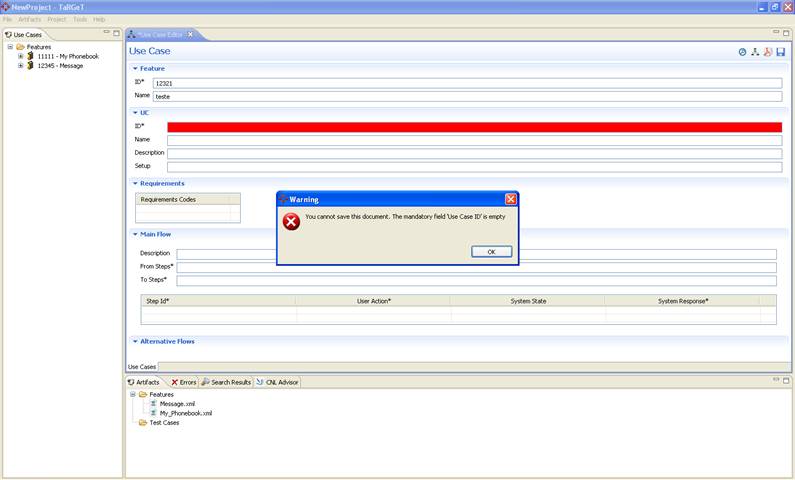 NewProject - TaRGeT
File Artifacts Project Tools Help
Use Cases
Features
11111 - My Phonebook
12345 - Message
*Use Case Editor
Use Case
Feature
ID* 12321
Name teste
UC
ID*
Name
Description
Setup
Requirements
Requirements Codes
Warning
You cannot save this document. The mandatory field 'Use Case ID' is empty
OK
Main Flow
Description
From Steps*
To Steps*
Step Id* User Action* System State System Response*
Alternative Flows
Use Cases
Artifacts Errors Search Results CNL Advisor
Features
Message.xml
My_Phonebook.xml
Test Cases